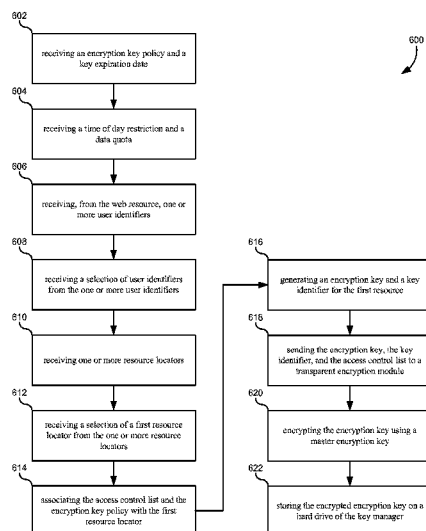 602
receiving an encryption key policy and a
key expiration date
604
receiving a time of day restriction and a
data quota
606
receiving, from the web resource, one or
more user identifiers
608
receiving a selection of user identifiers
from the one or more user identifiers
610
receiving one or more resource locators
612
receiving a selection of a first resource
locator from the one or more resource
locators
614
associating the access control list and the
encryption key policy with the first
resource locator
600
616
generating an encryption key and a key
identifier for the first resource
618
sending the encryption key, the key
identifier, and the access control list to a
transparent encryption module
620
encrypting the encryption key using a
master encryption key
622
storing the encrypted encryption key on a
hard drive of the key manager